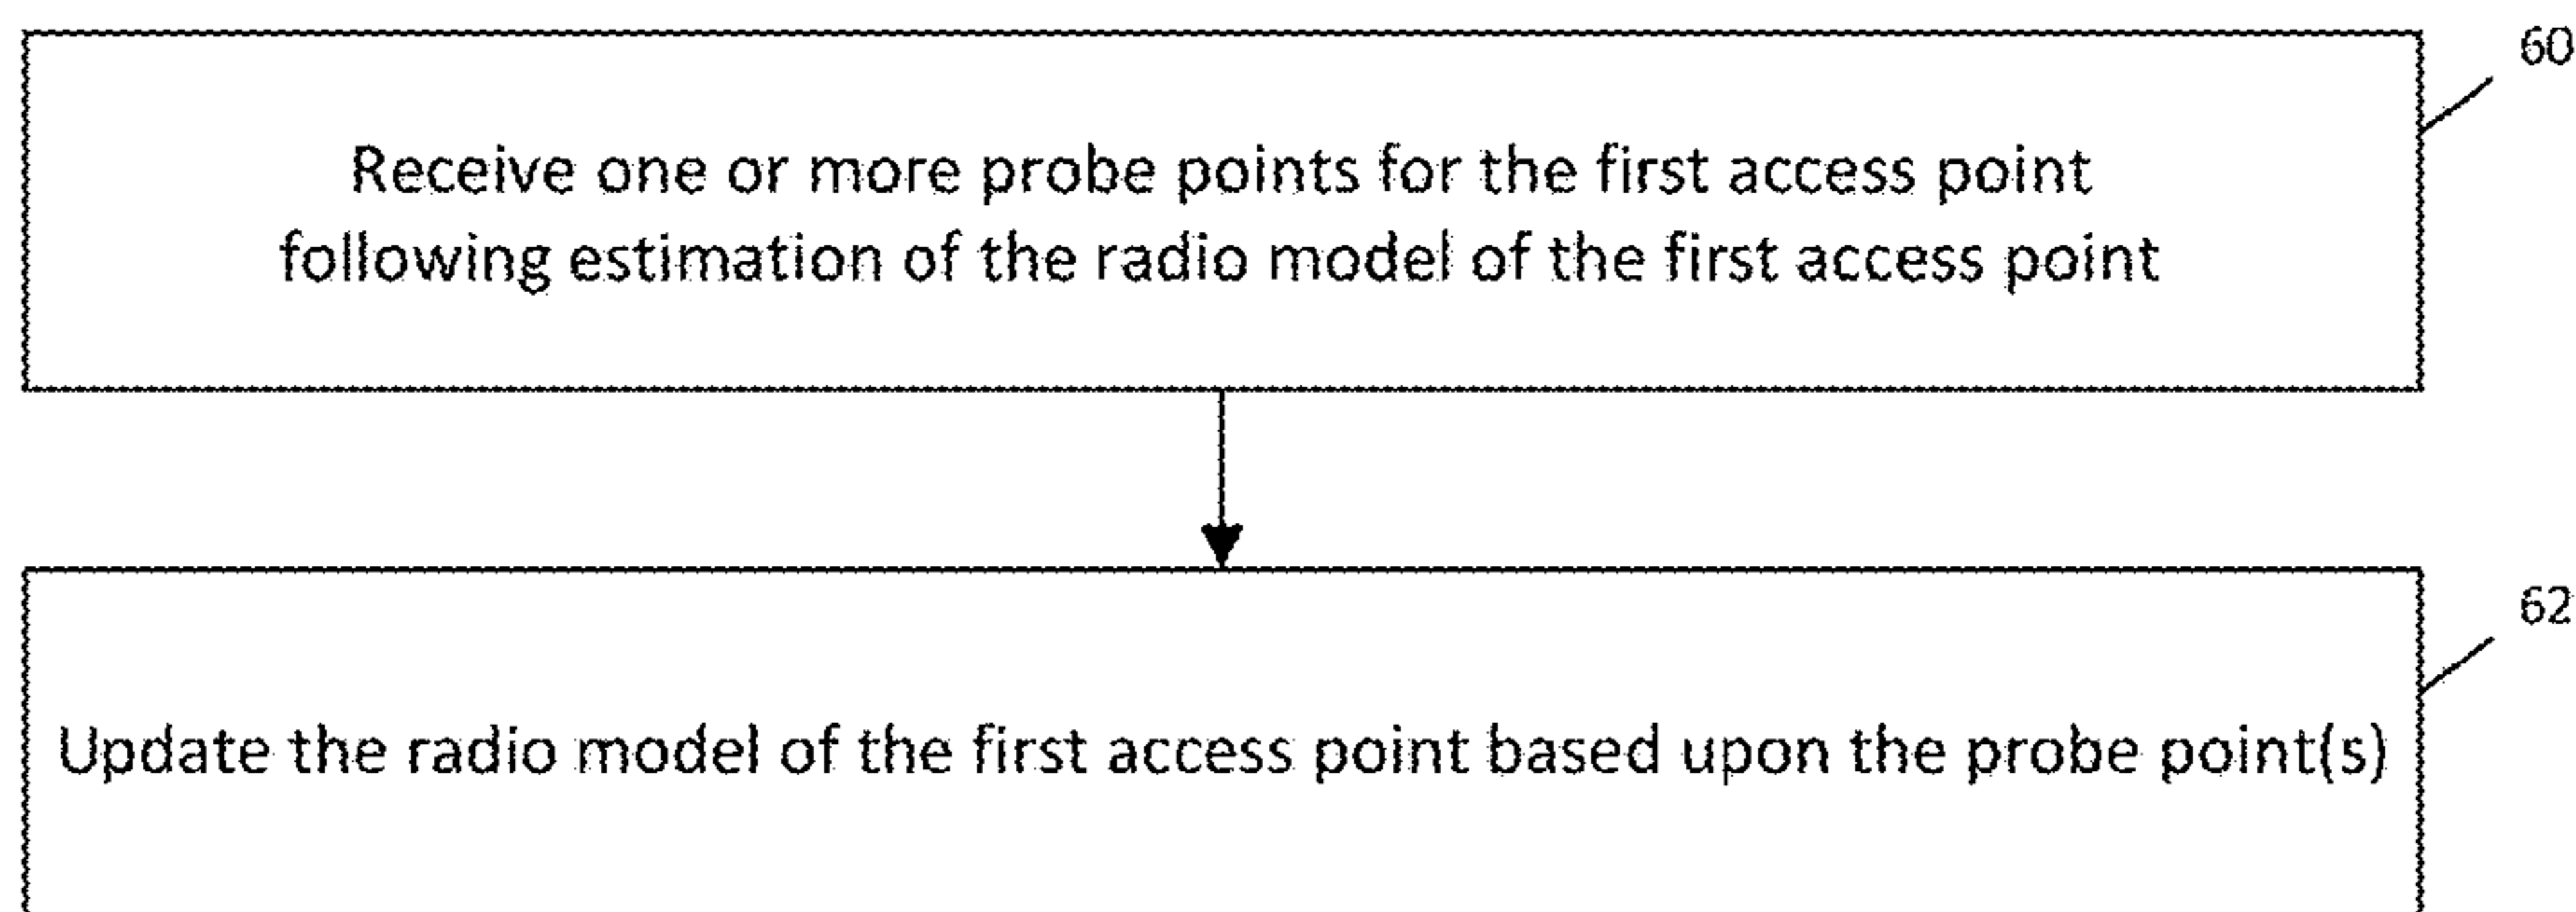 60
Receive one or more probe points for the first access point
following estimation of the radio model of the first access point
62
Update the radio model of the first access point based upon the probe point(s)